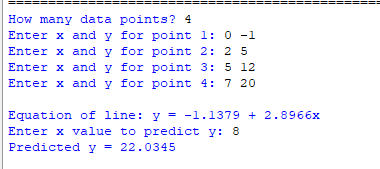 ==================================================
How many data points? 4
Enter x and y for point 1: 0 -1
Enter x and y for point 2: 2 5
Enter x and y for point 3: 5 12
Enter x and y for point 4: 7 20
Equation of line: y = -1.1379 + 2.8966x
Enter x value to predict y: 8
Predicted y = 22.0345